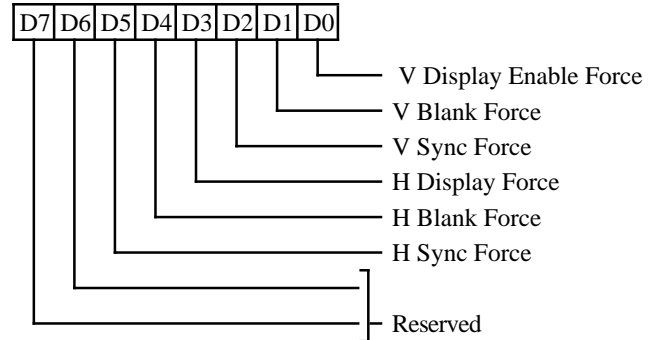 D7 D6 D5 D4 D3 D2 D1 D0
V Display Enable Force
V Blank Force
V Sync Force
H Display Force
H Blank Force
H Sync Force
Reserved